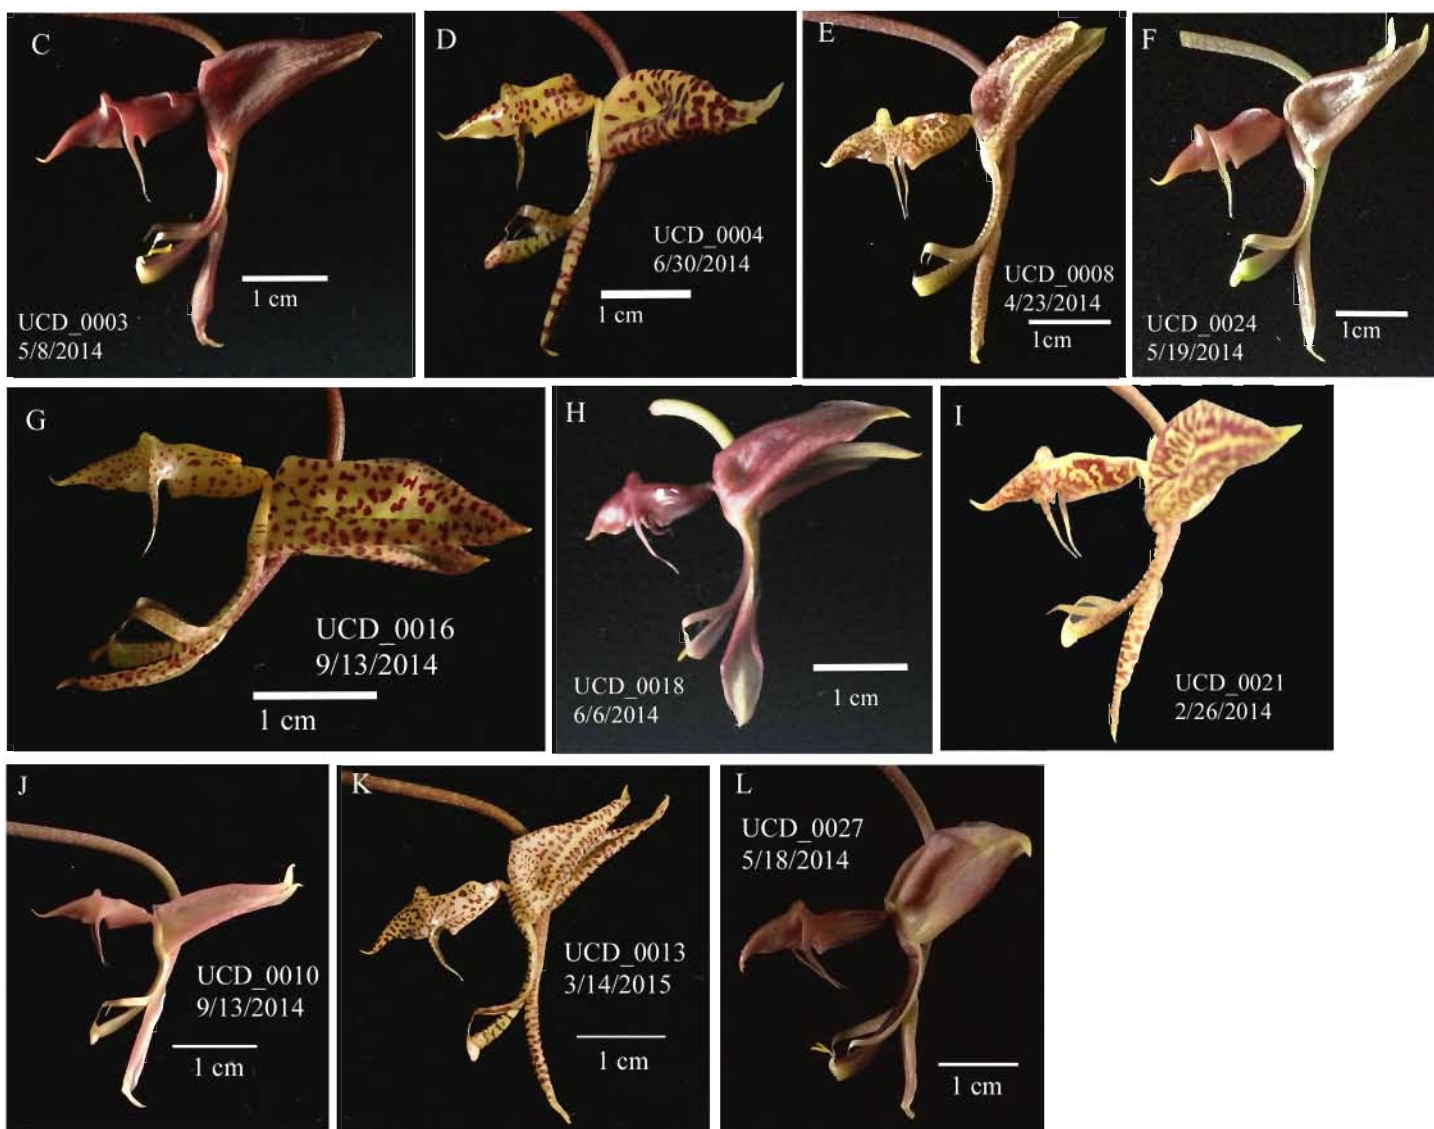 C
UCD_0003
5/8/2014
1 cm
D
UCD_0004
6/30/2014
1 cm
E
UCD_0008
4/23/2014
1cm
F
UCD_0024
5/19/2014
1cm
G
UCD_0016
9/13/2014
1 cm
H
UCD_0018
6/6/2014
1 cm
I
UCD_0021
2/26/2014
J
UCD_0010
9/13/2014
1 cm
K
UCD_0013
3/14/2015
1 cm
L
UCD_0027
5/18/2014
1 cm